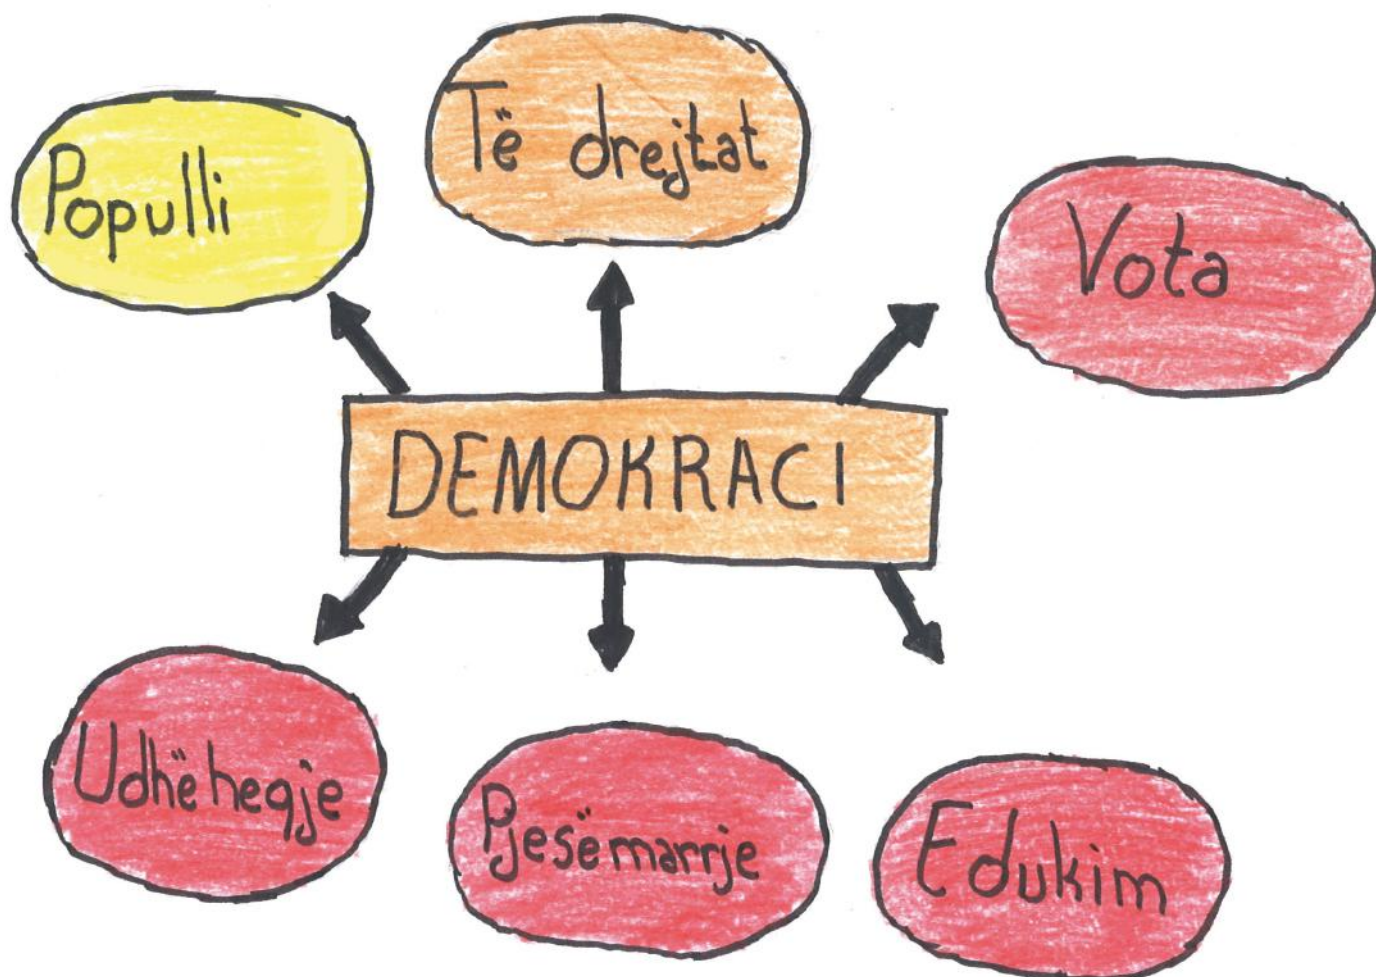 Populli
Të drejtat
Vota
DEMOKRACI
Udhëheqje
Pjesëmarrje
Edukim